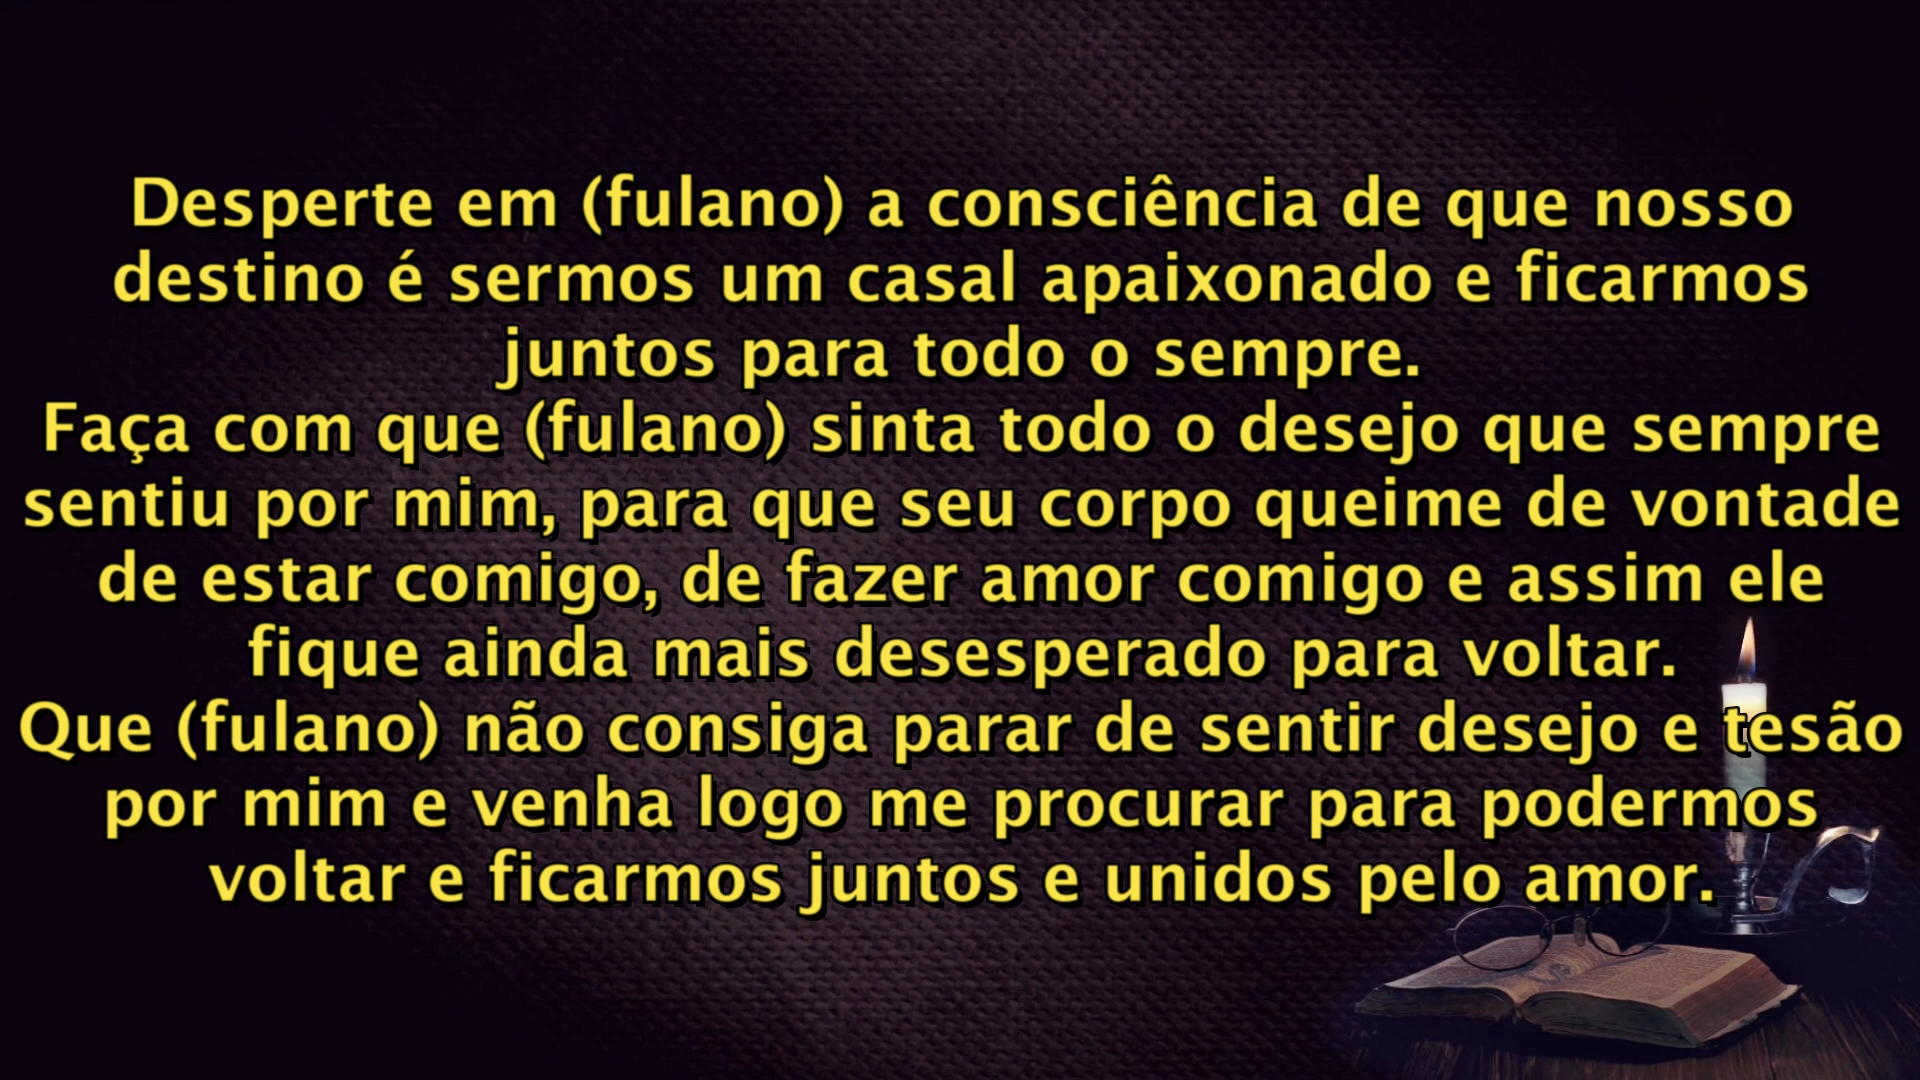 Desperte em (fulano) a consciência de que nosso
destino é sermos um casal apaixonado e ficarmos
juntos para todo o sempre.
Faça com que (fulano) sinta todo o desejo que sempre
sentiu por mim, para que seu corpo queime de vontade
de estar comigo, de fazer amor comigo e assim ele
fique ainda mais desesperado para voltar.
Que (fulano) não consiga parar de sentir desejo e tesão
por mim e venha logo me procurar para podermos
voltar e ficarmos juntos e unidos pelo amor.